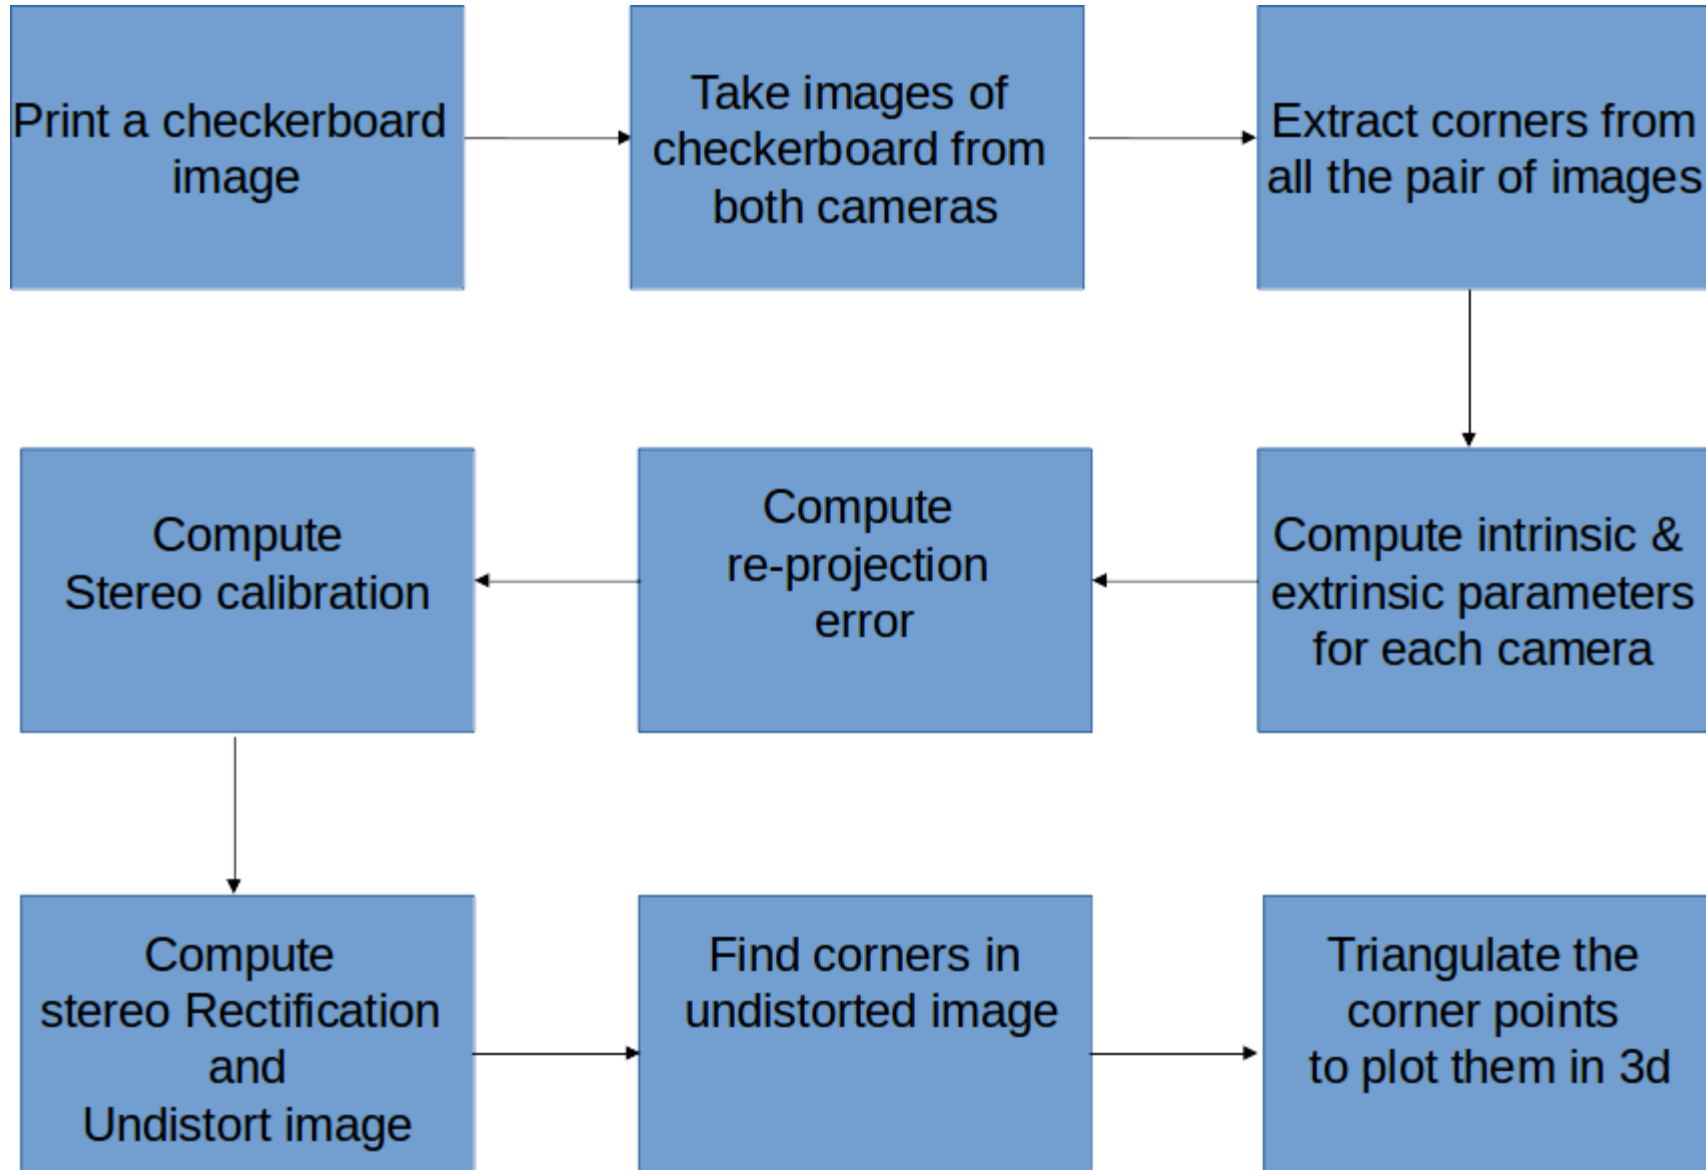 Print a checkerboard
image
Take images of
checkerboard from
both cameras
Extract corners from
all the pair of images
Compute intrinsic &
extrinsic parameters
for each camera
Compute
re-projection
error
Compute
Stereo calibration
Compute
stereo Rectification
and
Undistort image
Find corners in
undistorted image
Triangulate the
corner points
to plot them in 3d